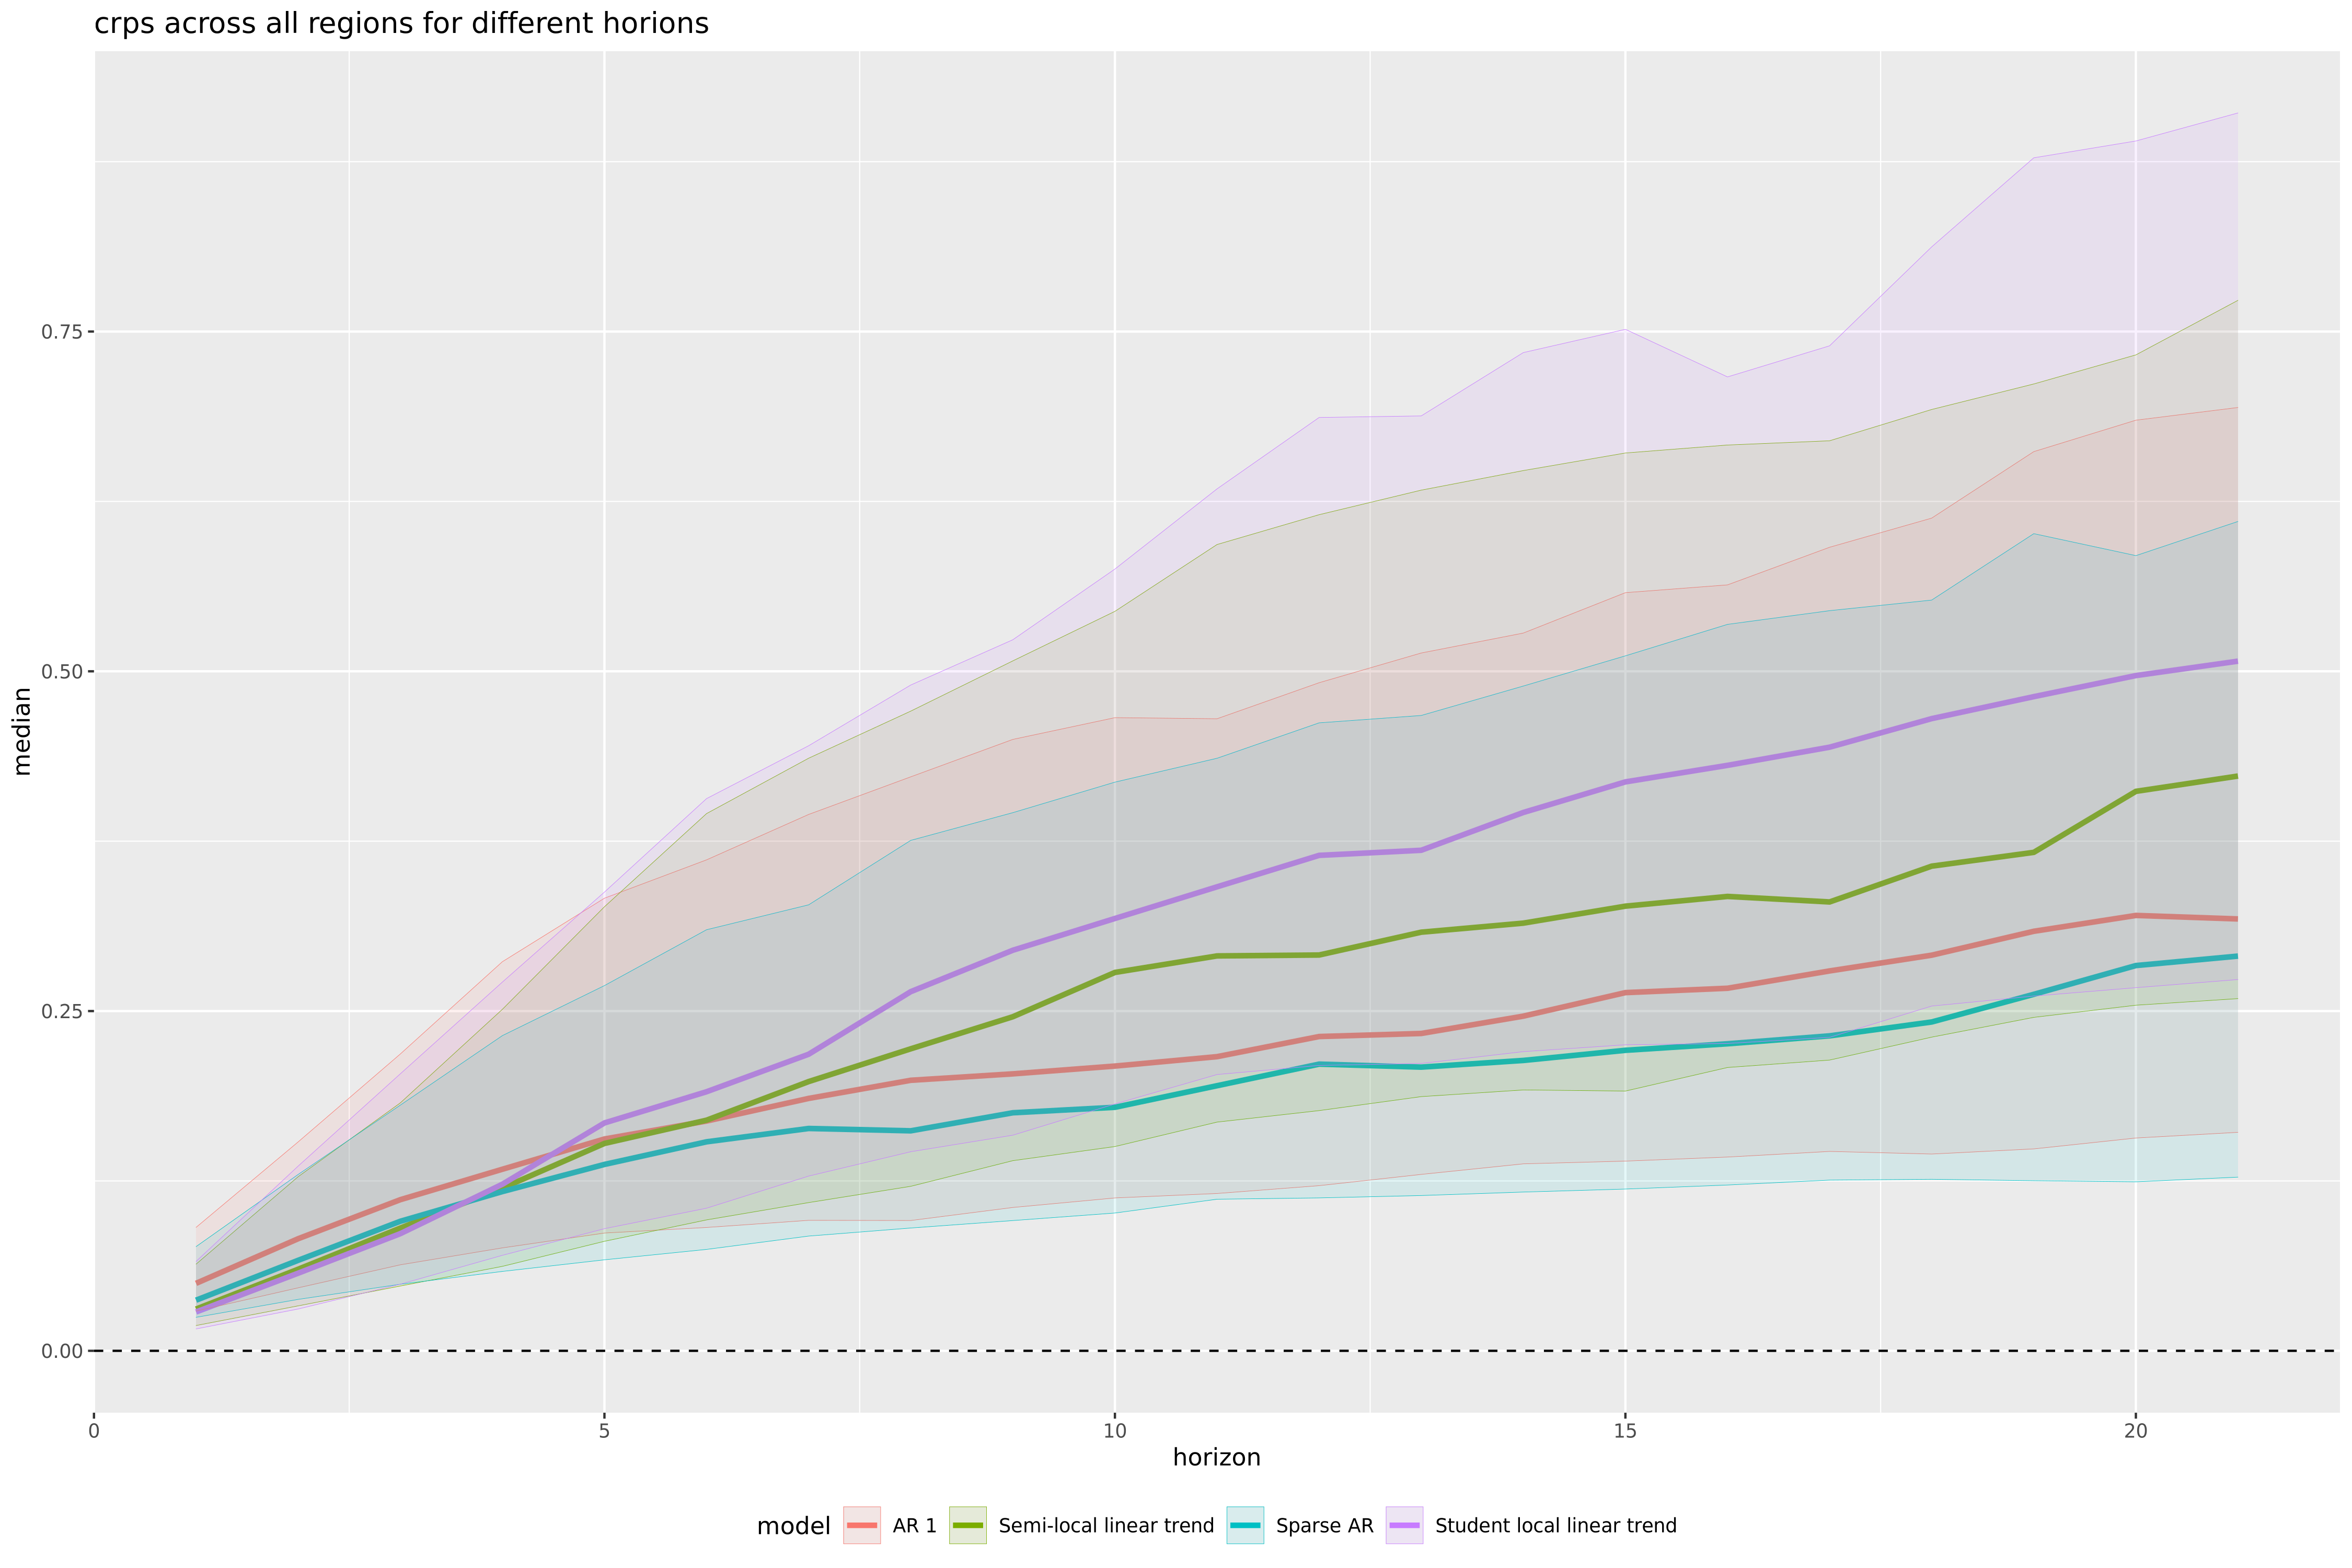 crps across all regions for different horions
median
0.75
0.50
0.25
0.00
0 5 10 15 20
horizon
model AR 1 Semi-local linear trend Sparse AR Student local linear trend